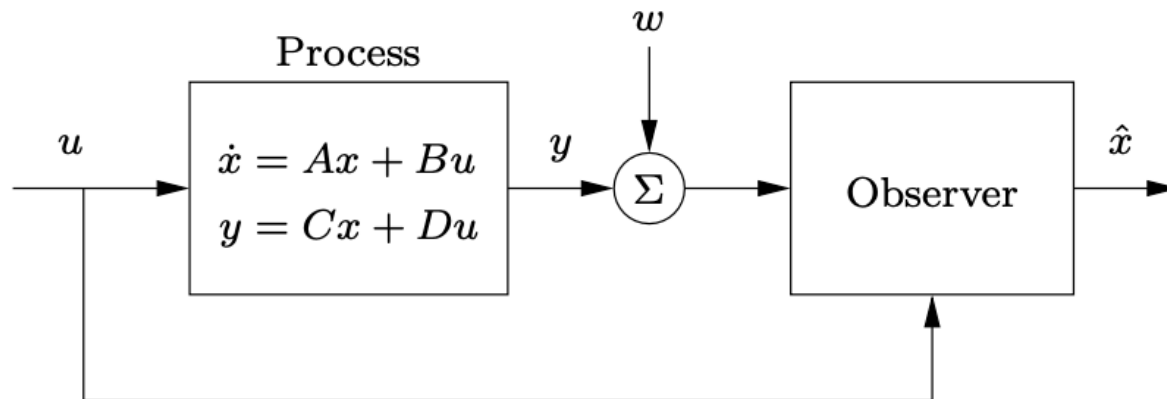 w
Process
u
ẋ = Ax + Bu
y = Cx + Du
y
Σ
Observer
x̂